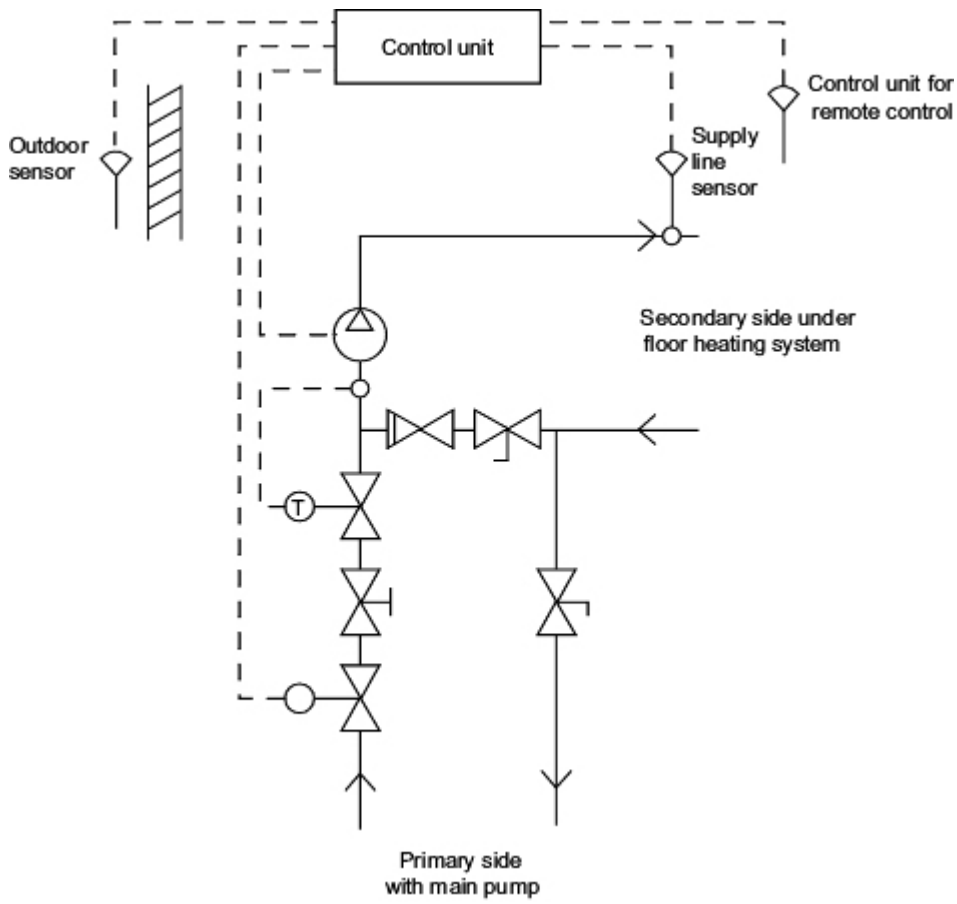 Control unit
Control unit for
remote control
Outdoor
sensor
Supply
line
sensor
Secondary side under
floor heating system
T
Primary side
with main pump